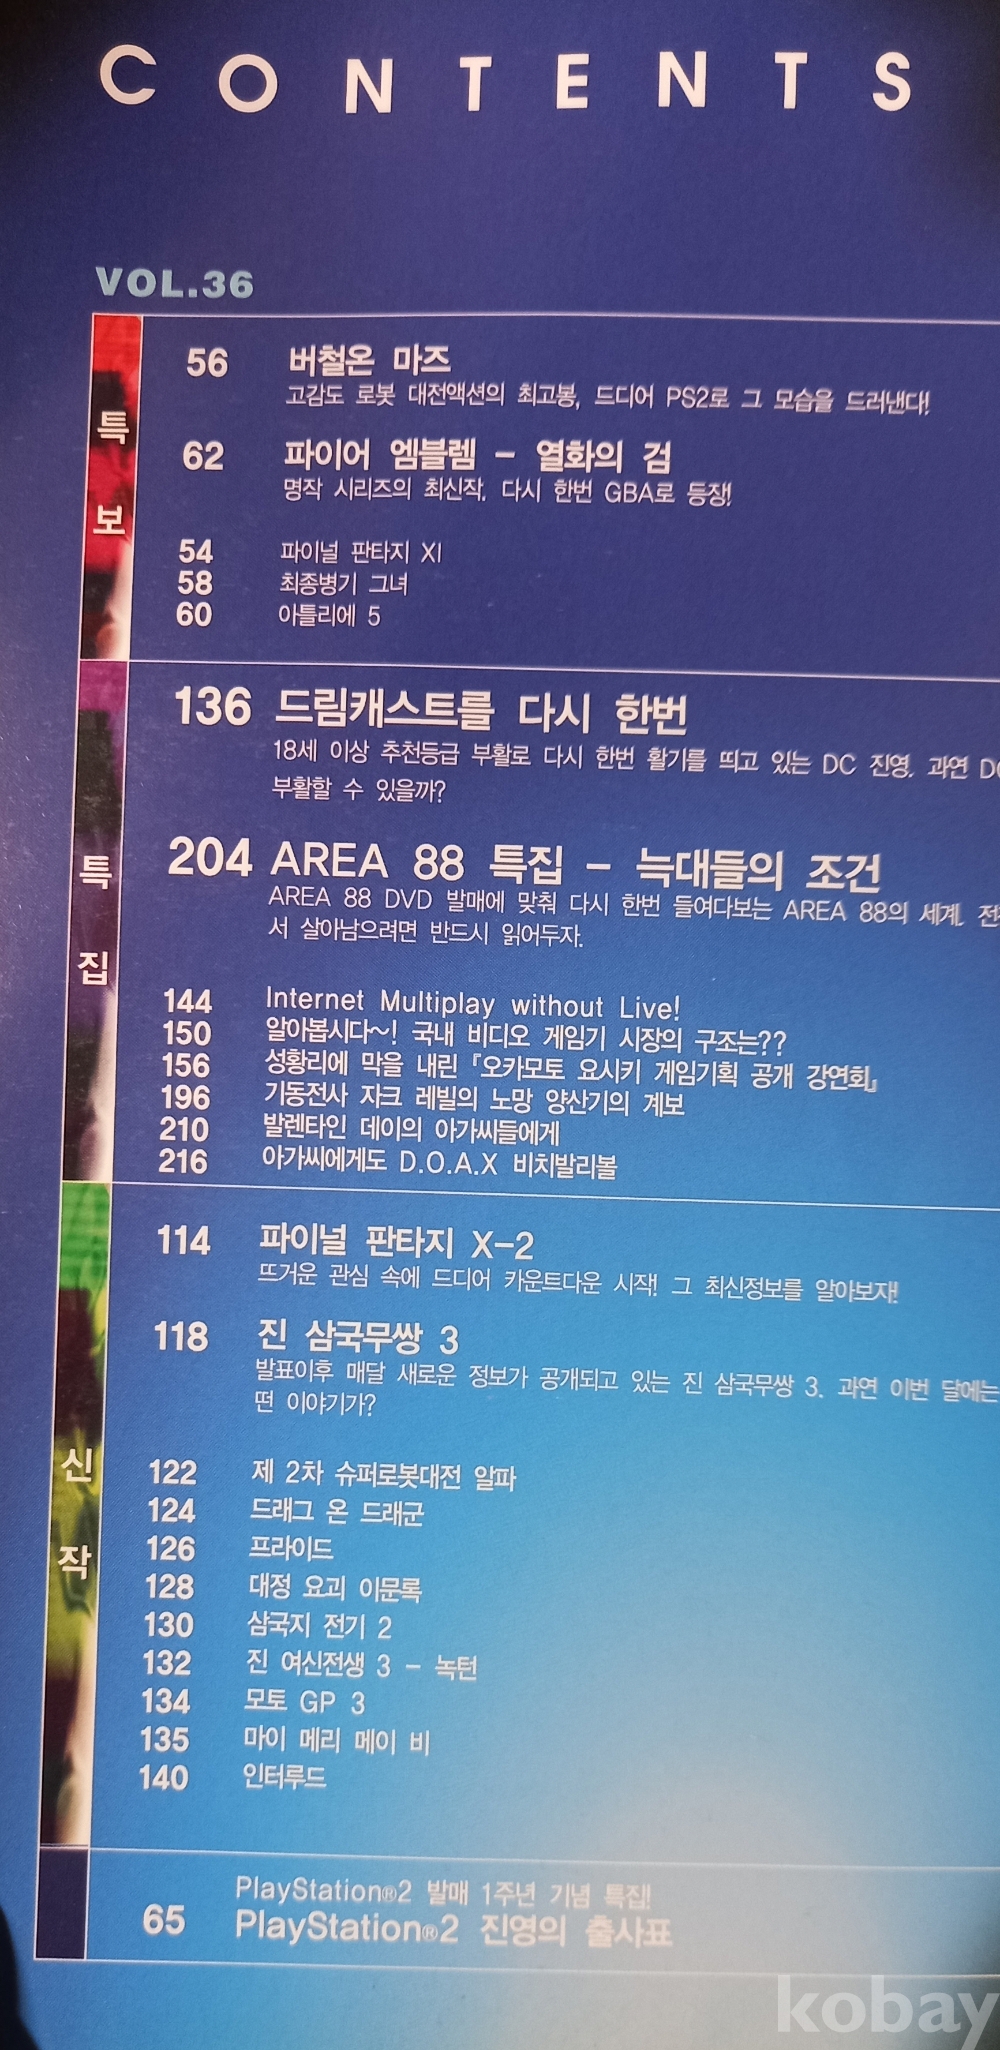 CONTENTS
VOL.36
특보
56 버철온 마즈
고감도 로봇 대전액션의 최고봉, 드디어 PS2로 그 모습을 드러낸다!
62 파이어 엠블렘 - 열화의 검
명작 시리즈의 최신작. 다시 한번 GBA로 등장!
54 파이널 판타지 XI
58 최종병기 그녀
60 아틀리에 5
특집
136 드림캐스트를 다시 한번
18세 이상 추천등급 부활로 다시 한번 활기를 띄고 있는 DC 진영. 과연
부활할 수 있을까?
204 AREA 88 특집 - 늑대들의 조건
AREA 88 DVD 발매에 맞춰 다시 한번 들여다보는 AREA 88의 세계.
서 살아남으려면 반드시 읽어두자.
144 Internet Multiplay without Live!
150 알아봅시다~! 국내 비디오 게임기 시장의 구조는??
156 성황리에 막을 내린 『오카모토 요시키 게임기획 공개 강연회』
196 기동전사 자크 레빌의 노망 양산기의 계보
210 발렌타인 데이의 아가씨들에게
216 아가씨에게도 D.O.A.X 비치발리볼
신작
114 파이널 판타지 X-2
뜨거운 관심 속에 드디어 카운트다운 시작! 그 최신정보를 알아보자!
118 진 삼국무쌍 3
발표이후 매달 새로운 정보가 공개되고 있는 진 삼국무쌍 3. 과연 이번 달에는
떤 이야기가?
122 제 2차 슈퍼로봇대전 알파
124 드래그 온 드래군
126 프라이드
128 대정 요괴 이문록
130 삼국지 전기 2
132 진 여신전생 3 - 녹턴
134 모토 GP 3
135 마이 메리 메이 비
140 인터루드
PlayStation®2 발매 1주년 기념 특집!
65 PlayStation®2 진영의 출사표
kobay